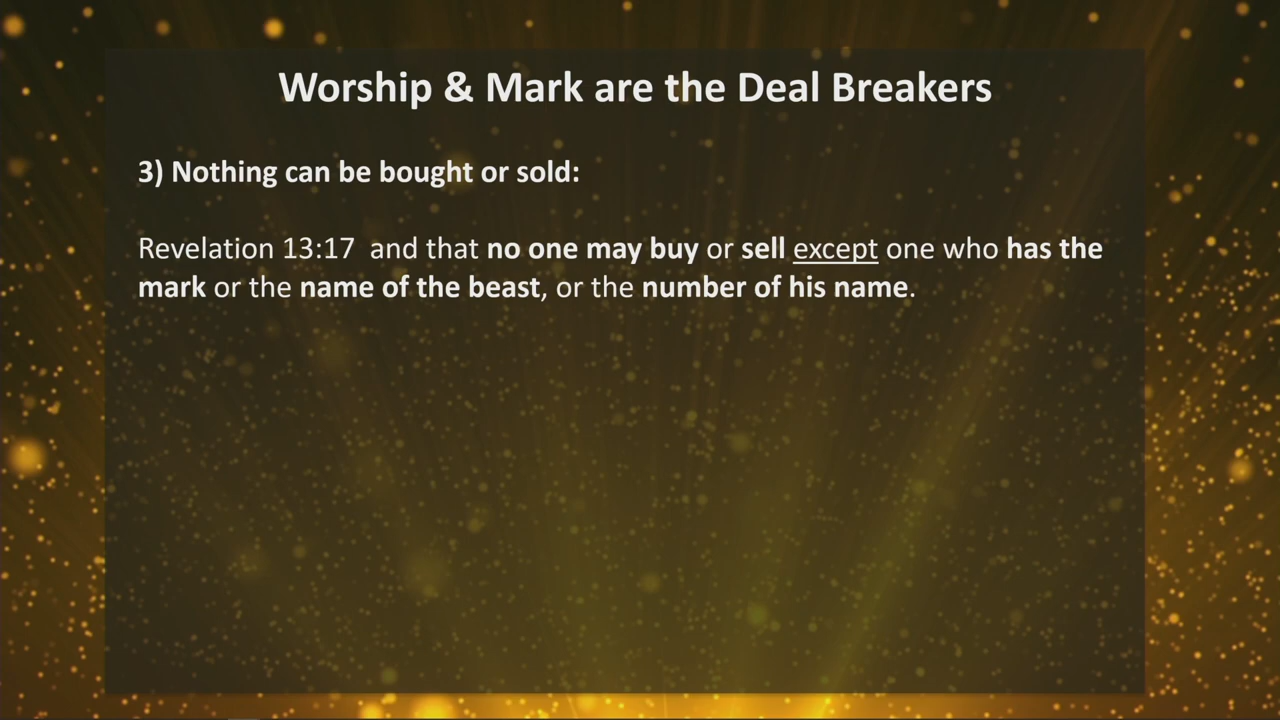 Worship & Mark are the Deal Breakers
3) Nothing can be bought or sold:
Revelation 13:17  and that no one may buy or sell except one who has the
mark or the name of the beast, or the number of his name.